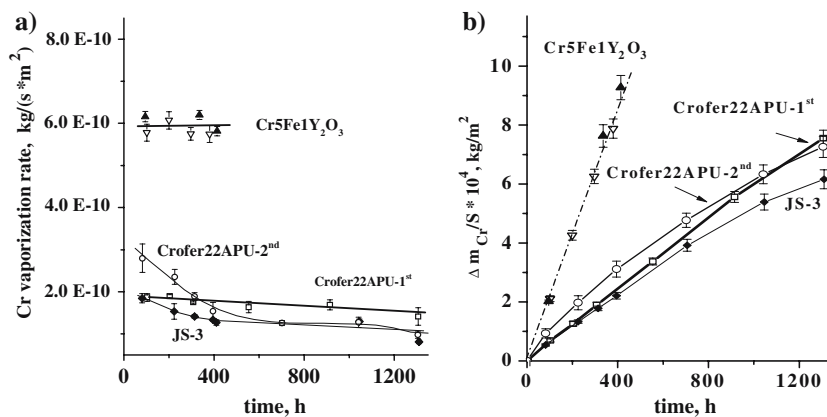 a)
Cr vaporization rate, kg/(s*m²)
8.0 E-10
6.0 E-10
4.0 E-10
2.0 E-10
0.0
Cr5Fe1Y₂O₃
Crofer22APU-2ⁿᵈ
Crofer22APU-1ˢᵗ
JS-3
0 400 800 1200
time, h
b)
Δ m_Cr/S * 10⁴, kg/m²
10
8
6
4
2
0
Cr5Fe1Y₂O₃
Crofer22APU-1ˢᵗ
Crofer22APU-2ⁿᵈ
JS-3
0 400 800 1200
time, h